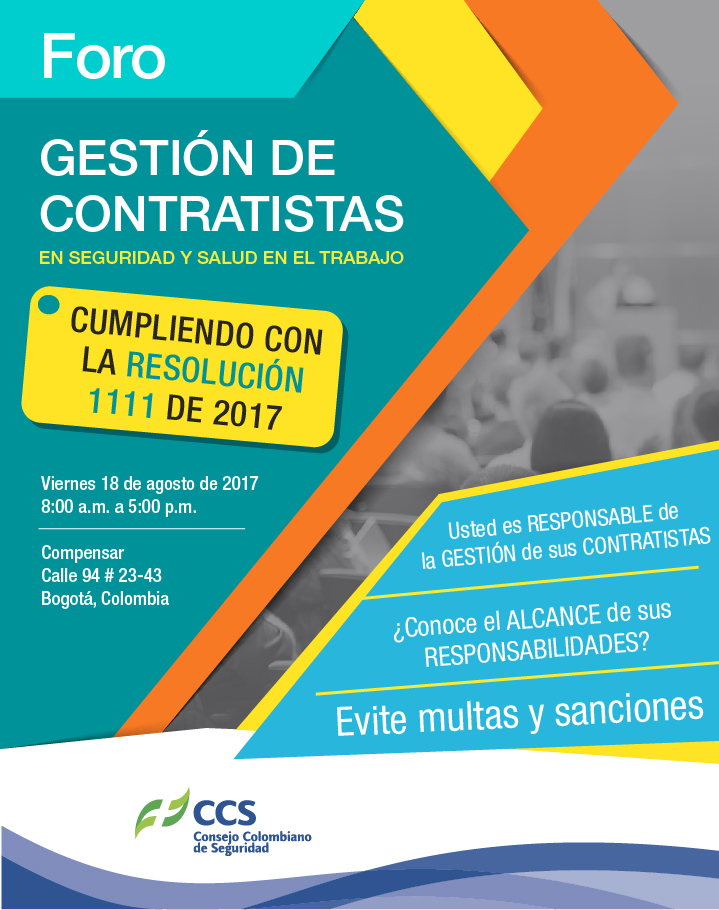 Foro
GESTIÓN DE
CONTRATISTAS
EN SEGURIDAD Y SALUD EN EL TRABAJO
CUMPLIENDO CON
LA RESOLUCIÓN
1111 DE 2017
Viernes 18 de agosto de 2017
8:00 a.m. a 5:00 p.m.
Compensar
Calle 94 # 23-43
Bogotá, Colombia
Usted es RESPONSABLE de
la GESTIÓN de sus CONTRATISTAS
¿Conoce el ALCANCE de sus
RESPONSABILIDADES?
Evite multas y sanciones
CCS
Consejo Colombiano
de Seguridad